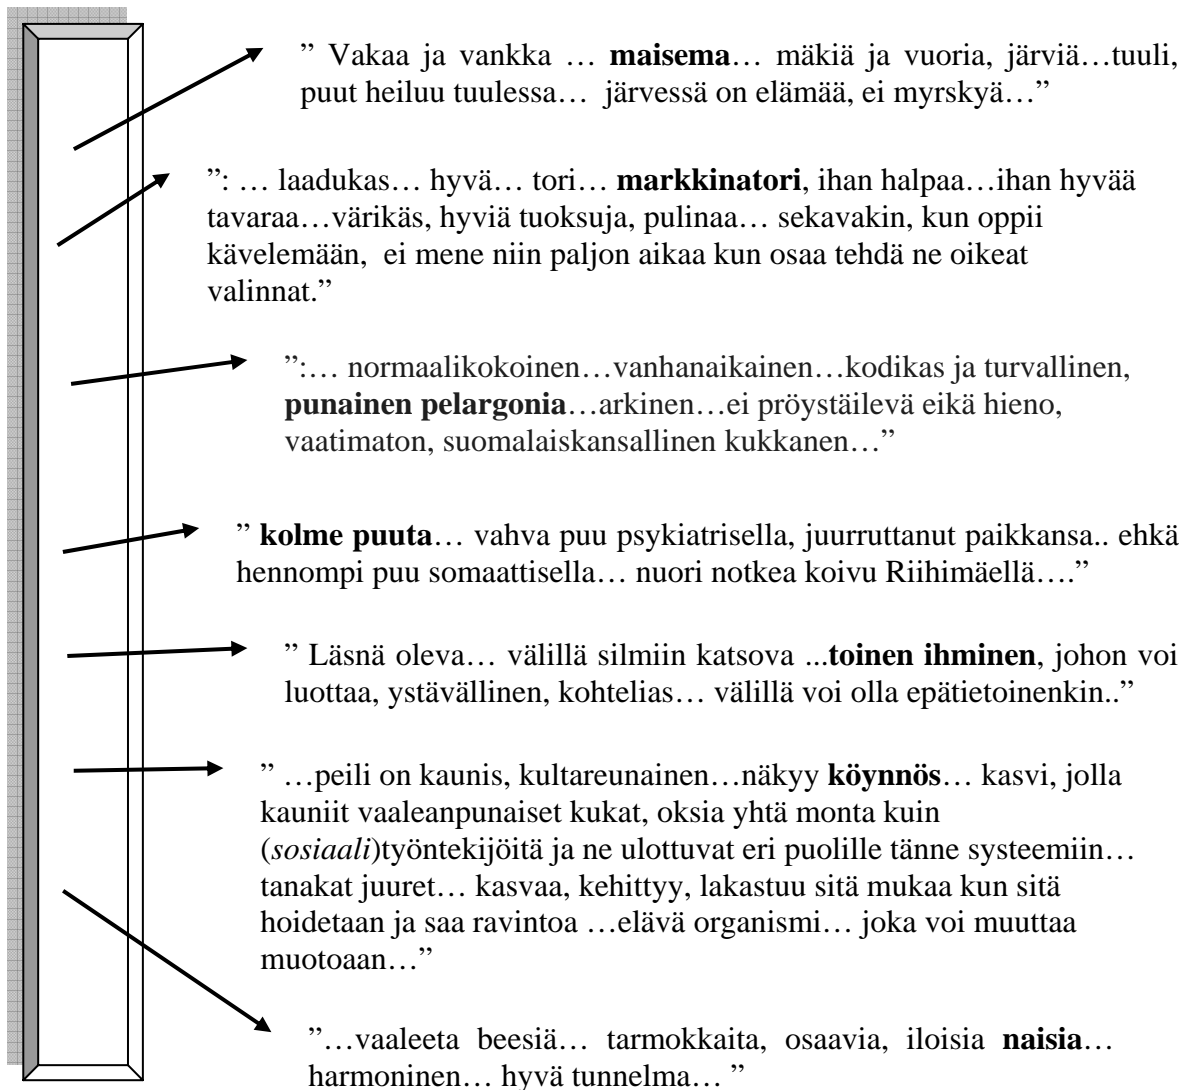 ” Vakaa ja vankka … maisema… mäkiä ja vuoria, järviä…tuuli,
puut heiluu tuulessa… järvessä on elämää, ei myrskyä…”
”: … laadukas… hyvä… tori… markkinatori, ihan halpaa…ihan hyvää
tavaraa…värikäs, hyviä tuoksuja, pulinaa… sekavakin, kun oppii
kävelemään, ei mene niin paljon aikaa kun osaa tehdä ne oikeat
valinnat.”
”:… normaalikokoinen…vanhanaikainen…kodikas ja turvallinen,
punainen pelargonia…arkinen…ei pröystäilevä eikä hieno,
vaatimaton, suomalaiskansallinen kukkanen…”
” kolme puuta… vahva puu psykiatrisella, juurruttanut paikkansa.. ehkä
hennompi puu somaattisella… nuori notkea koivu Riihimäellä….”
” Läsnä oleva… välillä silmiin katsova ...toinen ihminen, johon voi
luottaa, ystävällinen, kohtelias… välillä voi olla epätietoinenkin..”
” …peili on kaunis, kultareunainen…näkyy köynnös… kasvi, jolla
kauniit vaaleanpunaiset kukat, oksia yhtä monta kuin
(sosiaali)työntekijöitä ja ne ulottuvat eri puolille tänne systeemiin…
tanakat juuret… kasvaa, kehittyy, lakastuu sitä mukaa kun sitä
hoidetaan ja saa ravintoa …elävä organismi… joka voi muuttaa
muotoaan…”
”…vaaleeta beesiä… tarmokkaita, osaavia, iloisia naisia…
harmoninen… hyvä tunnelma… ”